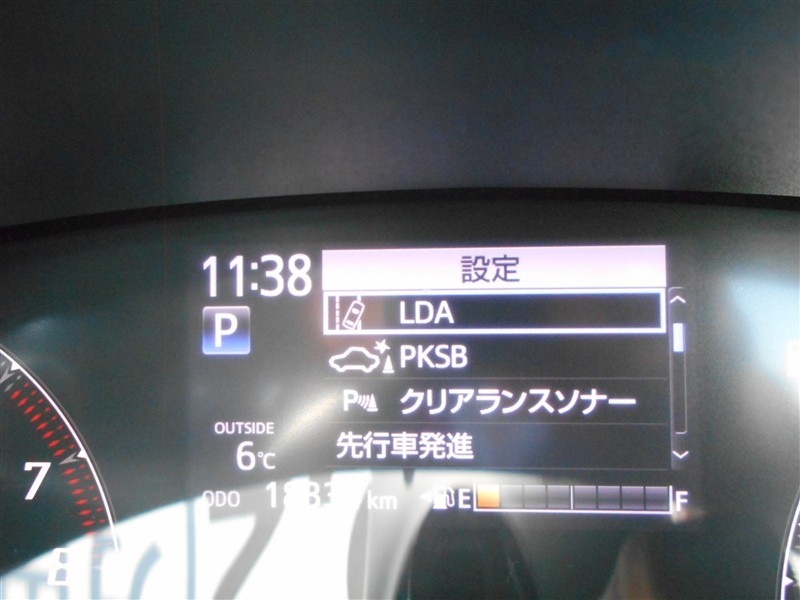 11:38
設定
P
LDA
PKSB
P クリアランスソナー
先行車発進
OUTSIDE
6℃
ODO km
E F
7
8